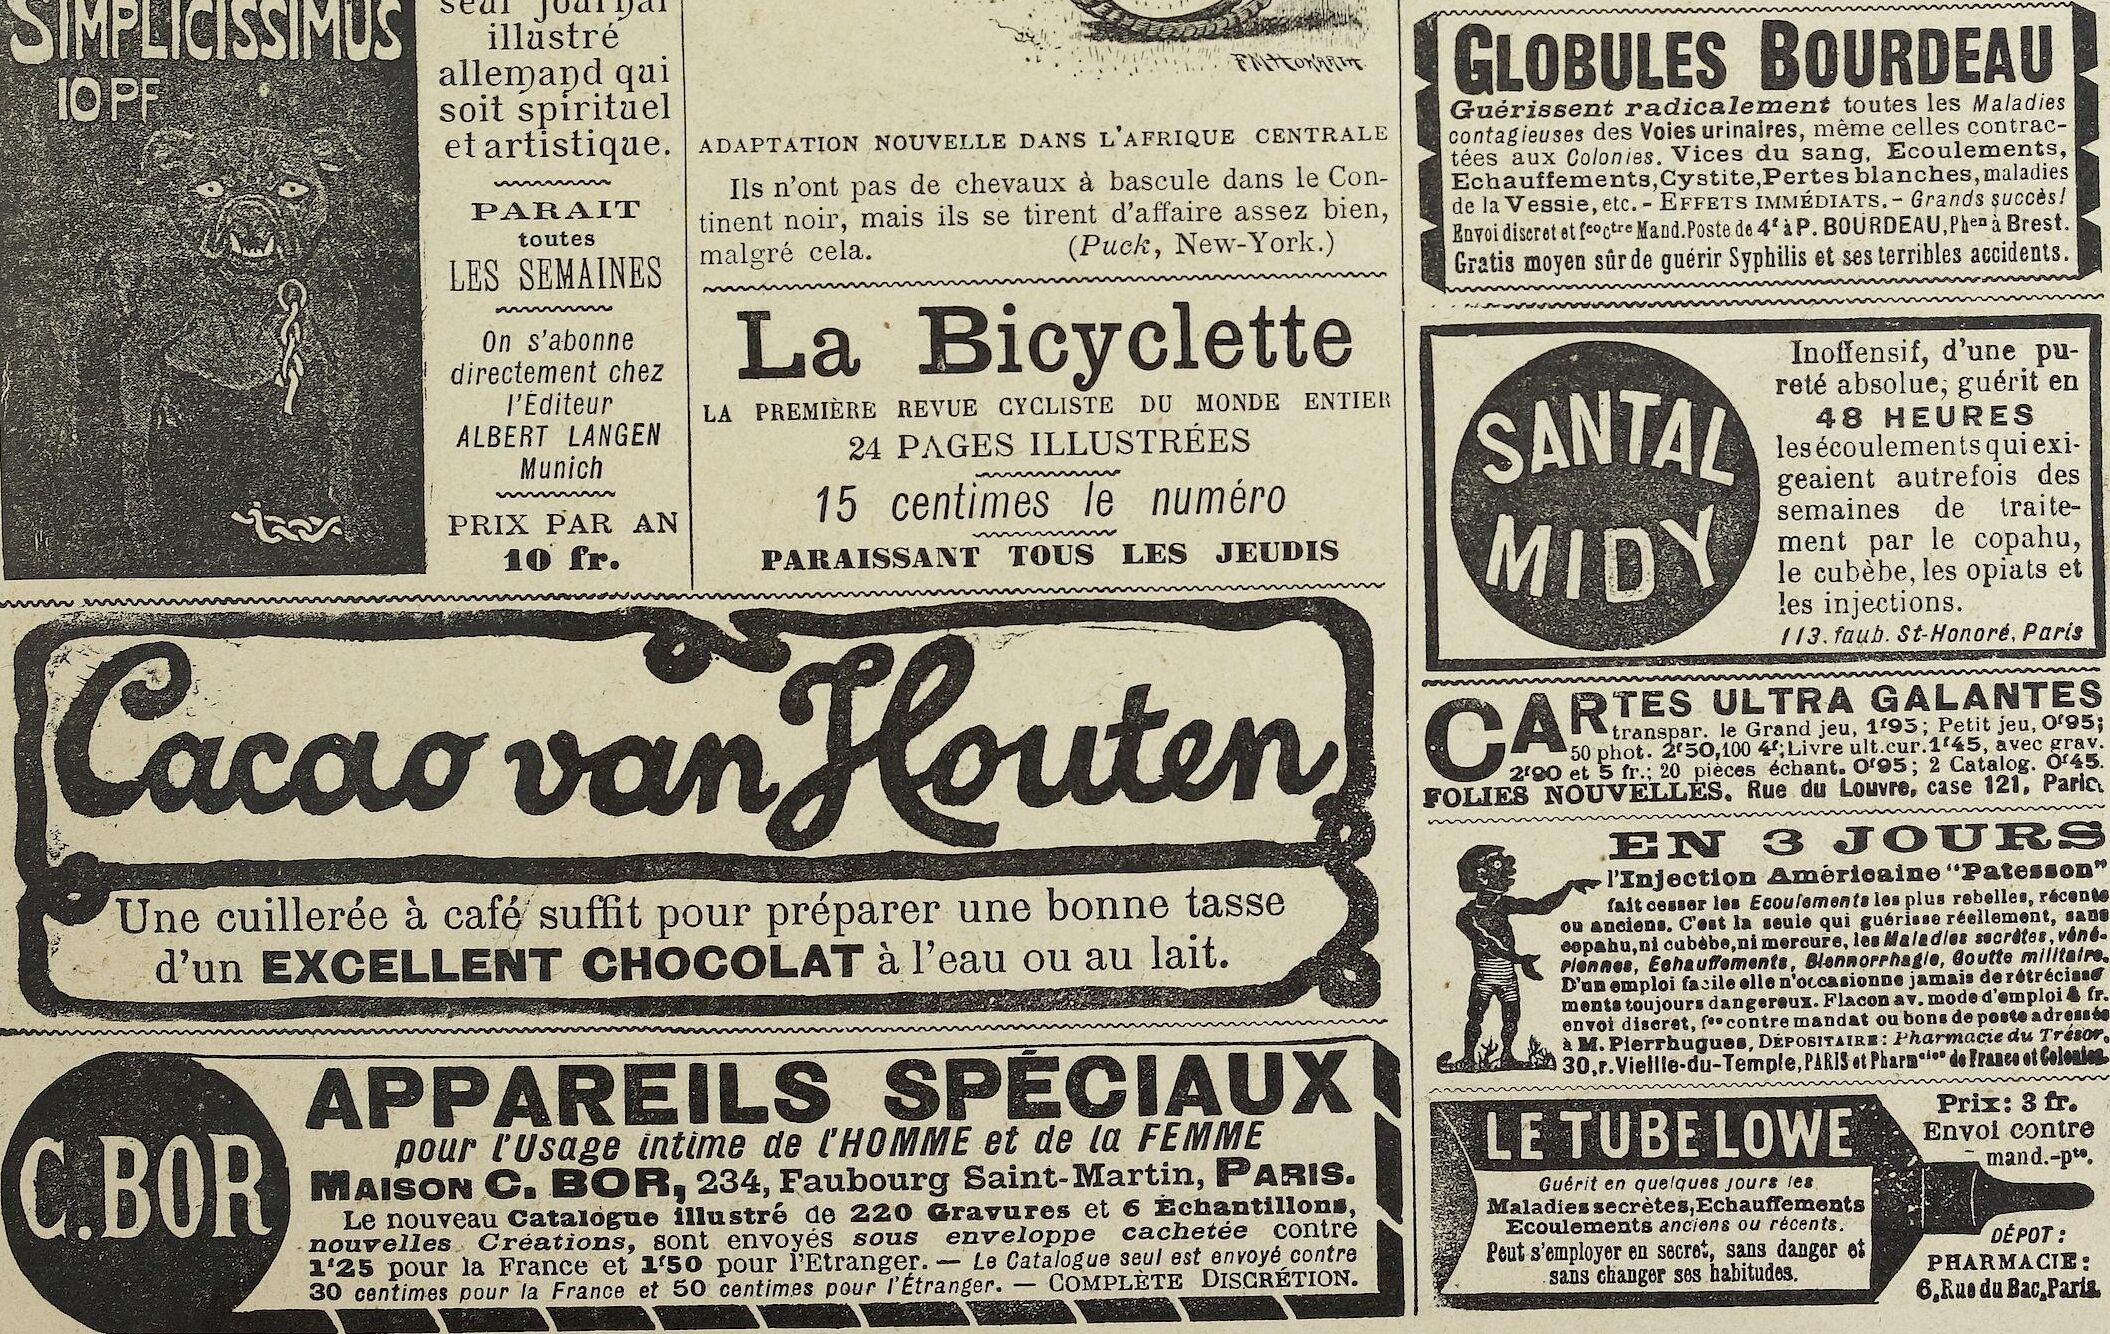 SIMPLICISSIMUS
10 PF
seul journal
illustré
allemand qui
soit spirituel
et artistique.
PARAIT
toutes
LES SEMAINES
On s'abonne
directement chez
l'Éditeur
ALBERT LANGEN
Munich
PRIX PAR AN
10 fr.
ADAPTATION NOUVELLE DANS L'AFRIQUE CENTRALE
Ils n'ont pas de chevaux à bascule dans le Con-
tinent noir, mais ils se tirent d'affaire assez bien,
malgré cela. (Puck, New-York.)
La Bicyclette
LA PREMIÈRE REVUE CYCLISTE DU MONDE ENTIER
24 PAGES ILLUSTRÉES
15 centimes le numéro
PARAISSANT TOUS LES JEUDIS
Cacao van Houten
Une cuillerée à café suffit pour préparer une bonne tasse
d'un EXCELLENT CHOCOLAT à l'eau ou au lait.
C. BOR
APPAREILS SPÉCIAUX
pour l'Usage intime de l'HOMME et de la FEMME
MAISON C. BOR, 234, Faubourg Saint-Martin, PARIS.
Le nouveau Catalogue illustré de 220 Gravures et 6 Échantillons,
nouvelles Créations, sont envoyés sous enveloppe cachetée contre
1f25 pour la France et 1f50 pour l'Etranger. — Le Catalogue seul est envoyé contre
30 centimes pour la France et 50 centimes pour l'Étranger. — COMPLÈTE DISCRÉTION.
GLOBULES BOURDEAU
Guérissent radicalement toutes les Maladies
contagieuses des Voies urinaires, même celles contrac-
tées aux Colonies. Vices du sang, Ecoulements,
Echauffements, Cystite, Pertes blanches, maladies
de la Vessie, etc. - EFFETS IMMÉDIATS. - Grands succès!
Envoi discret et fco ctre Mand. Poste de 4f à P. BOURDEAU, Phen à Brest.
Gratis moyen sûr de guérir Syphilis et ses terribles accidents.
SANTAL
MIDY
Inoffensif, d'une pu-
reté absolue, guérit en
48 HEURES
les écoulements qui exi-
geaient autrefois des
semaines de traite-
ment par le copahu,
le cubèbe, les opiats et
les injections.
113. faub. St-Honoré, Paris
CARTES ULTRA GALANTES
transpar. le Grand jeu, 1f95; Petit jeu, 0f95;
50 phot. 2f50, 100 4f; Livre ult. cur. 1f45, avec grav.
2f90 et 5 fr.; 20 pièces échant. 0f95; 2 Catalog. 0f45.
FOLIES NOUVELLES. Rue du Louvre, case 121, Paris
EN 3 JOURS
l'Injection Américaine "Patesson"
fait cesser les Ecoulements les plus rebelles, récents
ou anciens. C'est la seule qui guérisse réellement, sans
copahu, ni cubèbe, ni mercure, les Maladies secrètes, véné-
riennes, Echauffements, Blennorrhagie, Goutte militaire.
D'un emploi facile elle n'occasionne jamais de rétrécisse
ments toujours dangereux. Flacon av. mode d'emploi 4 fr.
envoi discret, fco contre mandat ou bons de poste adressés
à M. Pierrhugues, DÉPOSITAIRE: Pharmacie du Trésor,
30, r. Vieille-du-Temple, PARIS et Pharmacies de France et Colonies.
LE TUBE LOWE
Guérit en quelques jours les
Maladies secrètes, Echauffements
Ecoulements anciens ou récents.
Peut s'employer en secret, sans danger et
sans changer ses habitudes.
Prix: 3 fr.
Envoi contre
mand.-pte.
DÉPOT:
PHARMACIE:
6, Rue du Bac, Paris